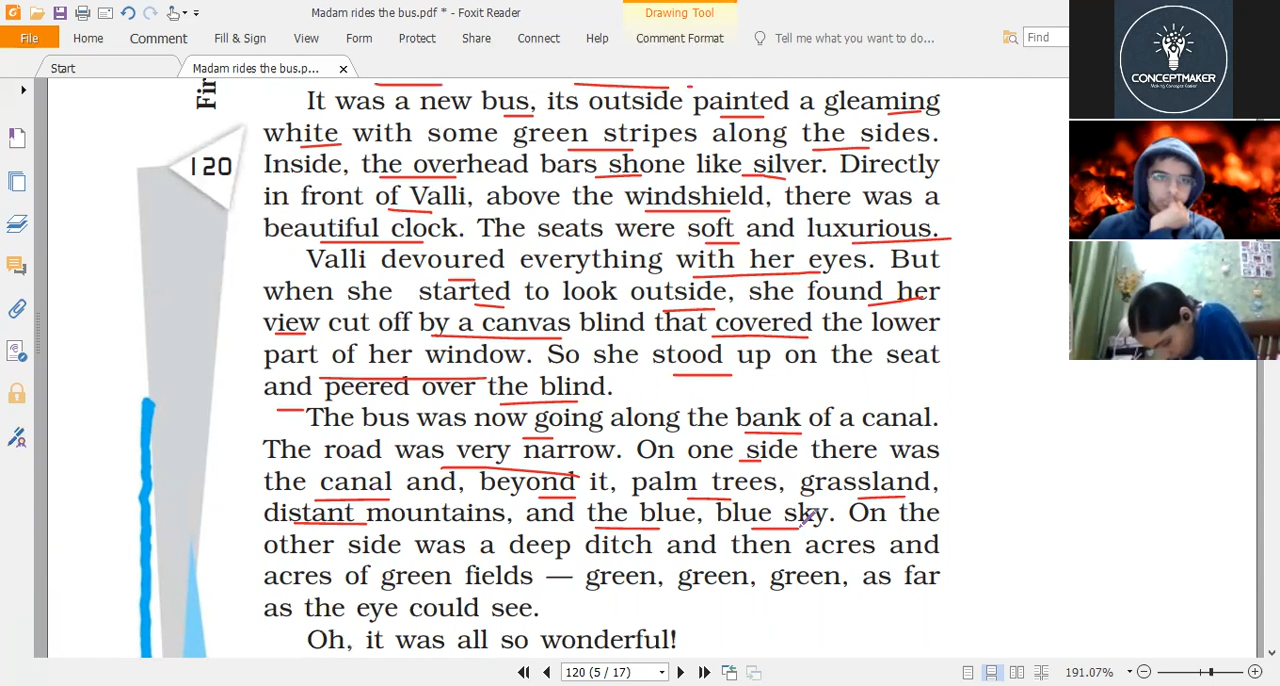 Madam rides the bus.pdf * - Foxit Reader
Drawing Tool
File Home Comment Fill & Sign View Form Protect Share Connect Help Comment Format Tell me what you want to do... Find
Start Madam rides the bus.p... ×
CONCEPTMAKER
Making Concepts Easier
Fir
120
It was a new bus, its outside painted a gleaming
white with some green stripes along the sides.
Inside, the overhead bars shone like silver. Directly
in front of Valli, above the windshield, there was a
beautiful clock. The seats were soft and luxurious.
Valli devoured everything with her eyes. But
when she started to look outside, she found her
view cut off by a canvas blind that covered the lower
part of her window. So she stood up on the seat
and peered over the blind.
The bus was now going along the bank of a canal.
The road was very narrow. On one side there was
the canal and, beyond it, palm trees, grassland,
distant mountains, and the blue, blue sky. On the
other side was a deep ditch and then acres and
acres of green fields — green, green, green, as far
as the eye could see.
Oh, it was all so wonderful!
120 (5 / 17) 191.07%